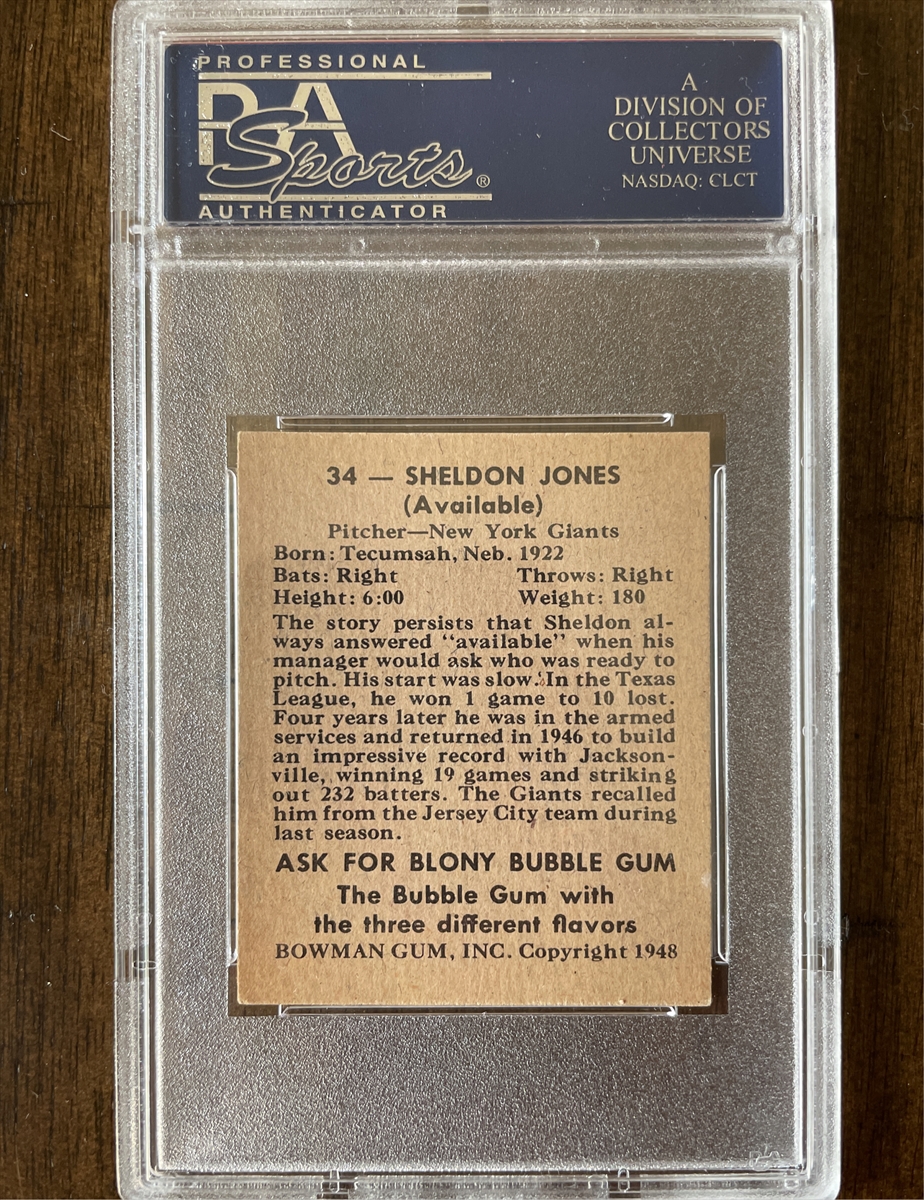 PROFESSIONAL
PSA
Sports®
AUTHENTICATOR
A
DIVISION OF
COLLECTORS
UNIVERSE
NASDAQ: CLCT
34 — SHELDON JONES
(Available)
Pitcher—New York Giants
Born: Tecumsah, Neb. 1922
Bats: Right Throws: Right
Height: 6:00 Weight: 180
The story persists that Sheldon al-
ways answered "available" when his
manager would ask who was ready to
pitch. His start was slow. In the Texas
League, he won 1 game to 10 lost.
Four years later he was in the armed
services and returned in 1946 to build
an impressive record with Jackson-
ville, winning 19 games and striking
out 232 batters. The Giants recalled
him from the Jersey City team during
last season.
ASK FOR BLONY BUBBLE GUM
The Bubble Gum with
the three different flavors
BOWMAN GUM, INC. Copyright 1948